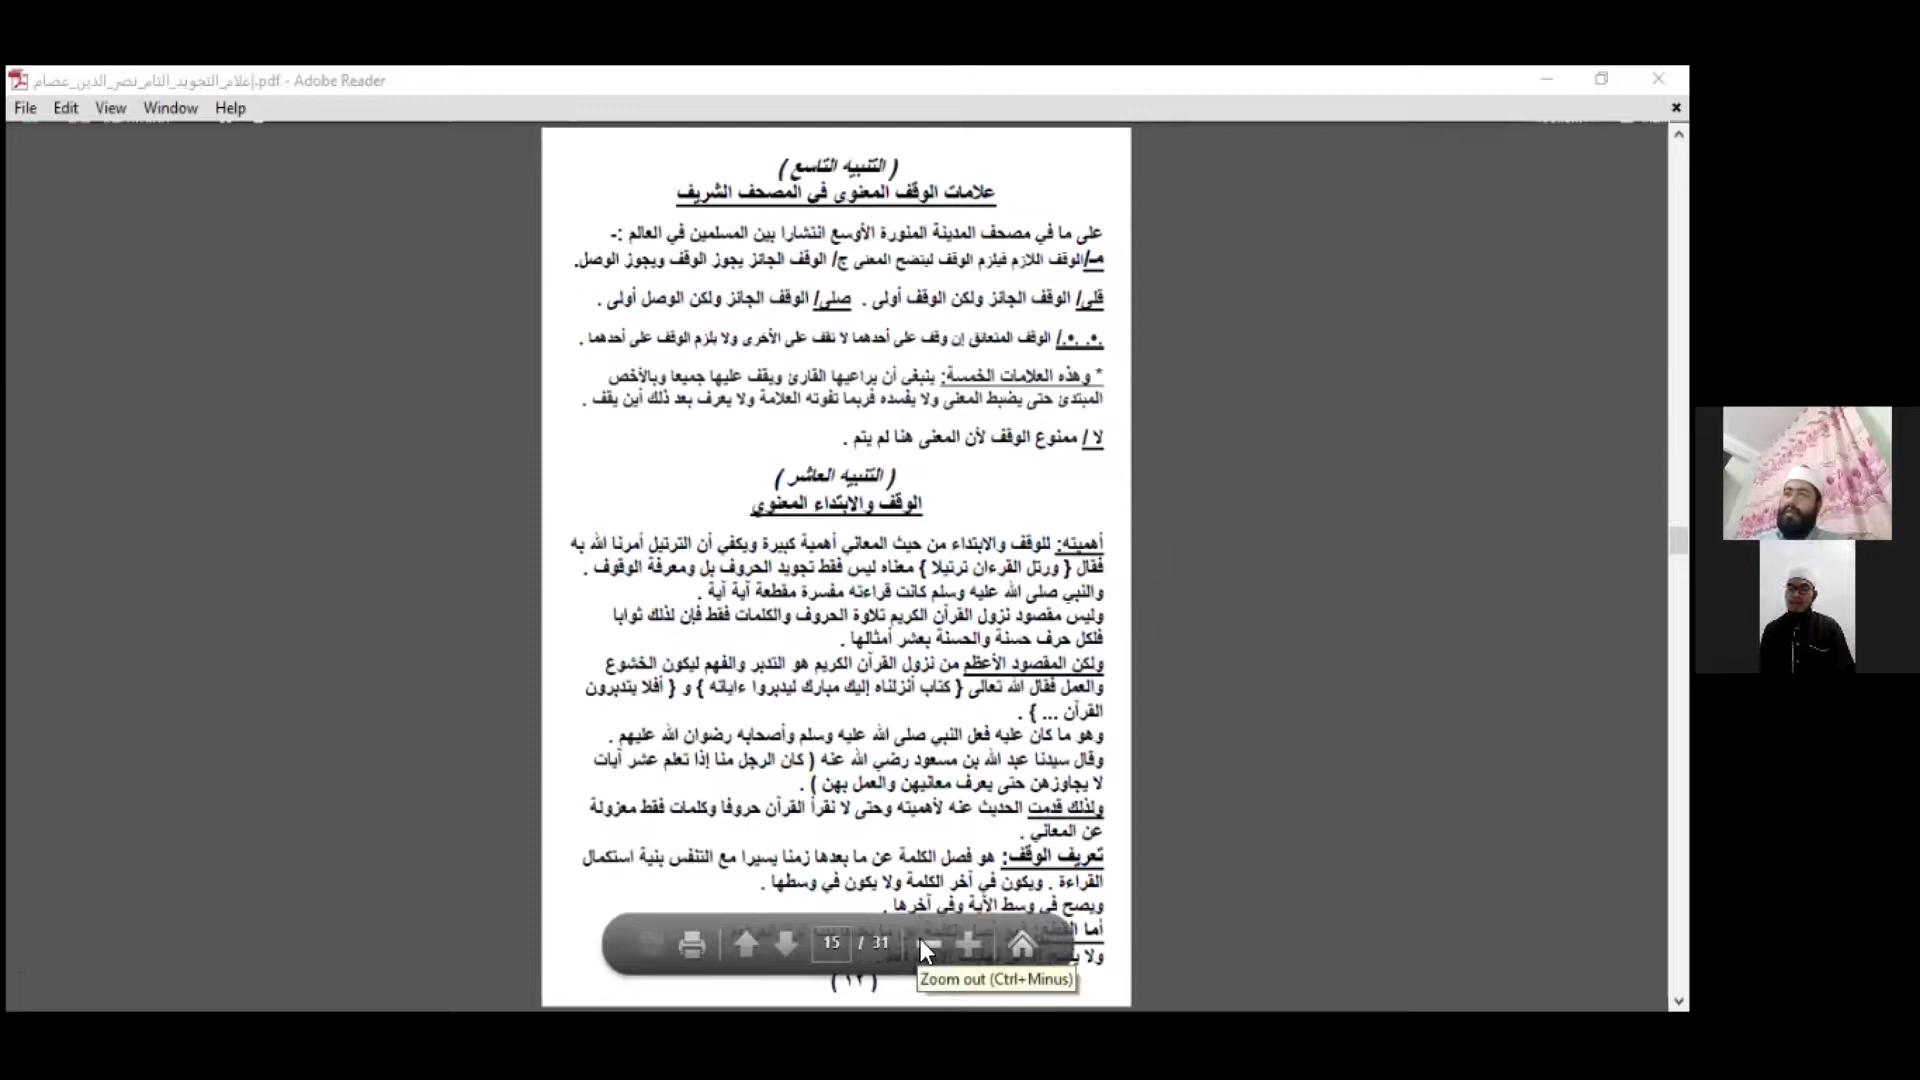 إعلام_التجويد_التام_نصر_الدين_عصام.pdf - Adobe Reader
File Edit View Window Help
( التنبيه التاسع )
علامات الوقف المعنوى في المصحف الشريف
على ما في مصحف المدينة المنورة الأوسع انتشارا بين المسلمين في العالم :-
مـ/الوقف اللازم فيلزم الوقف ليتضح المعنى ج/ الوقف الجائز يجوز الوقف ويجوز الوصل.
قلى/ الوقف الجائز ولكن الوقف أولى . صلى/ الوقف الجائز ولكن الوصل أولى .
.•. .•./ الوقف المتعانق إن وقف على أحدهما لا تقف على الأخرى ولا يلزم الوقف على أحدهما .
* وهذه العلامات الخمسة: ينبغى أن يراعيها القارئ ويقف عليها جميعا وبالأخص
المبتدئ حتى يضبط المعنى ولا يفسده فربما تفوته العلامة ولا يعرف بعد ذلك أين يقف .
لا / ممنوع الوقف لأن المعنى هنا لم يتم .
( التنبيه العاشر )
الوقف والابتداء المعنوي
أهميته: للوقف والابتداء من حيث المعاني أهمية كبيرة ويكفي أن الترتيل أمرنا الله به
فقال { ورتل القرءان ترتيلا } معناه ليس فقط تجويد الحروف بل ومعرفة الوقوف .
والنبي صلى الله عليه وسلم كانت قراءته مفسرة مقطعة آية آية .
وليس مقصود نزول القرآن الكريم تلاوة الحروف والكلمات فقط فإن لذلك ثوابا
فلكل حرف حسنة والحسنة بعشر أمثالها .
ولكن المقصود الأعظم من نزول القرآن الكريم هو التدبر والفهم ليكون الخشوع
والعمل فقال الله تعالى { كتاب أنزلناه إليك مبارك ليدبروا ءاياته } و { أفلا يتدبرون
القرآن ... } .
وهو ما كان عليه فعل النبي صلى الله عليه وسلم وأصحابه رضوان الله عليهم .
وقال سيدنا عبد الله بن مسعود رضي الله عنه ( كان الرجل منا إذا تعلم عشر آيات
لا يجاوزهن حتى يعرف معانيهن والعمل بهن ) .
ولذلك قدمت الحديث عنه لأهميته وحتى لا نقرأ القرآن حروفا وكلمات فقط معزولة
عن المعاني .
تعريف الوقف: هو فصل الكلمة عن ما بعدها زمنا يسيرا مع التنفس بنية استكمال
القراءة . ويكون في آخر الكلمة ولا يكون في وسطها .
ويصح في وسط الآية وفي آخرها .
أما القطع:
ولا
15 / 31
Zoom out (Ctrl+Minus)
( ١٢ )